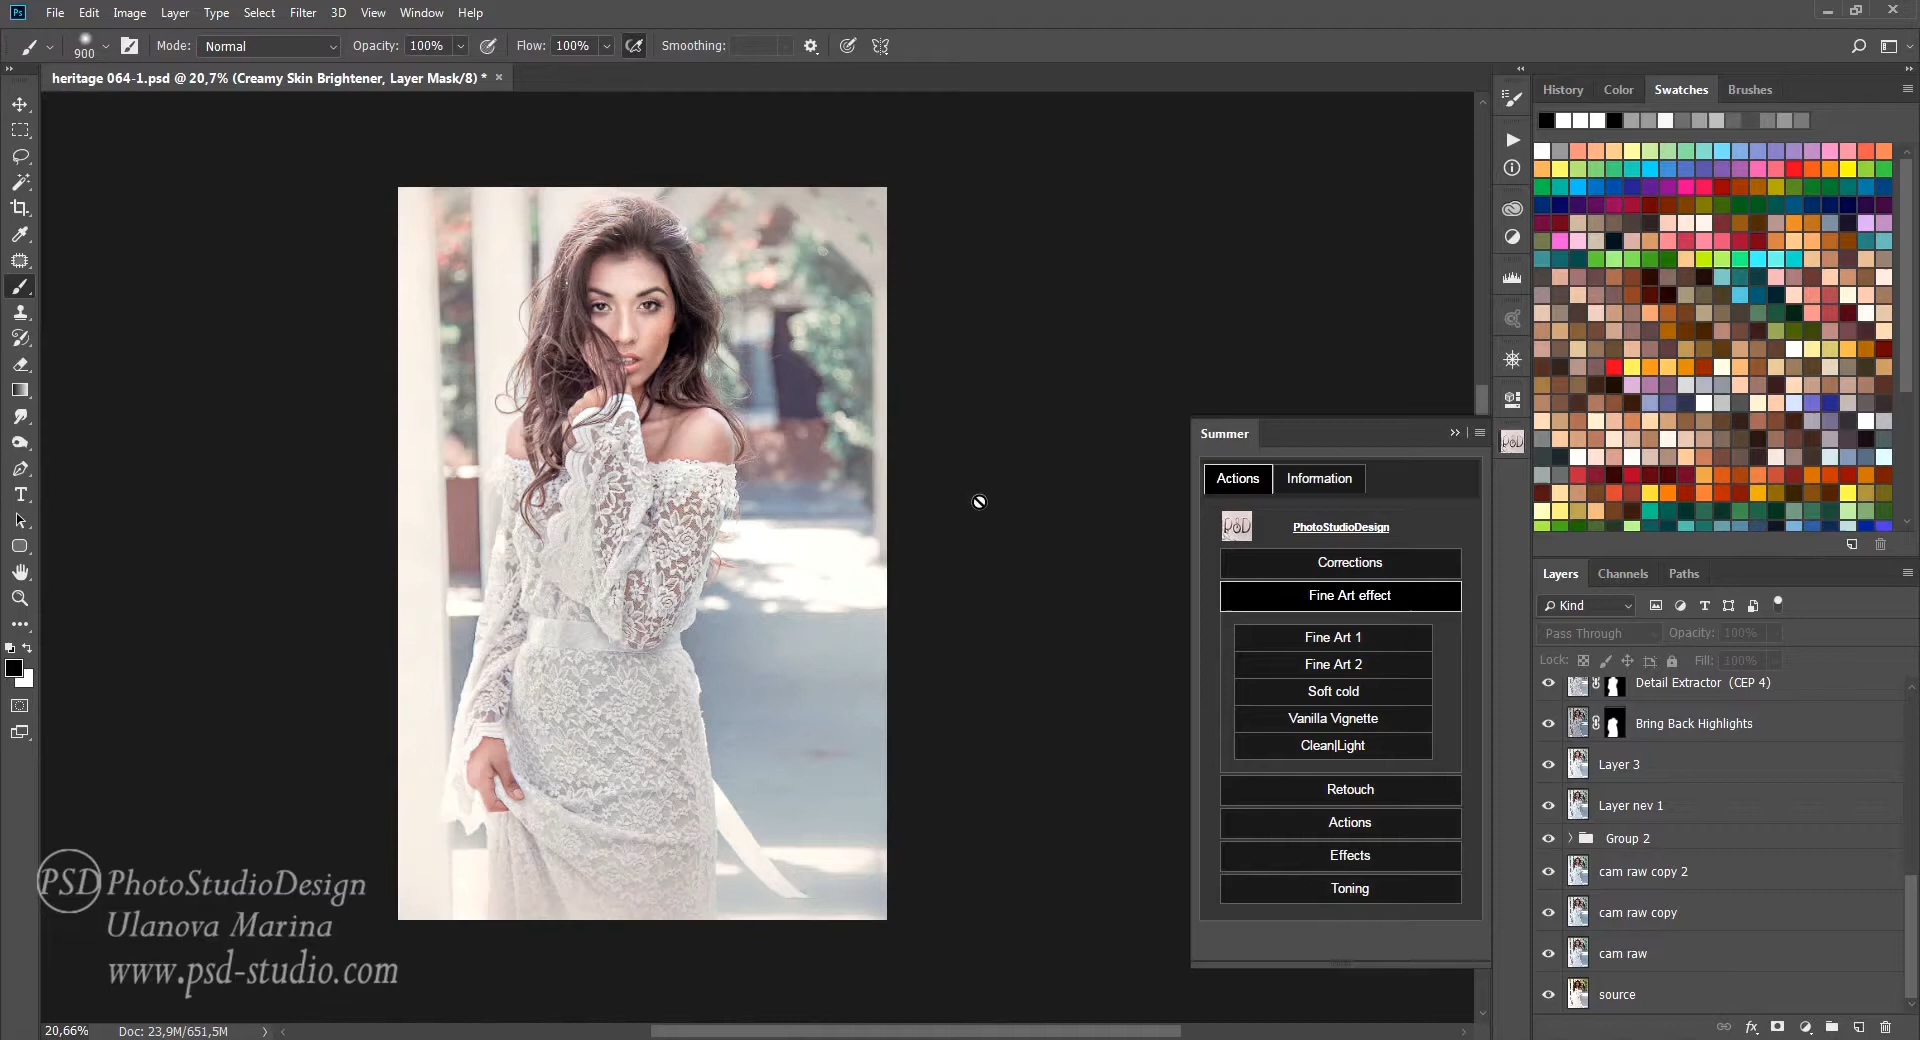 Ps File Edit Image Layer Type Select Filter 3D View Window Help
900 Mode: Normal Opacity: 100% Flow: 100% Smoothing:
heritage 064-1.psd @ 20,7% (Creamy Skin Brightener, Layer Mask/8) * ×
History Color Swatches Brushes
Summer
Actions Information
PSD PhotoStudioDesign
Corrections
Fine Art effect
Fine Art 1
Fine Art 2
Soft cold
Vanilla Vignette
Clean|Light
Retouch
Actions
Effects
Toning
Layers Channels Paths
Kind
Pass Through Opacity: 100%
Lock: Fill: 100%
Detail Extractor (CEP 4)
Bring Back Highlights
Layer 3
Layer nev 1
Group 2
cam raw copy 2
cam raw copy
cam raw
source
PSD PhotoStudioDesign
Ulanova Marina
www.psd-studio.com
20,66% Doc: 23,9M/651,5M